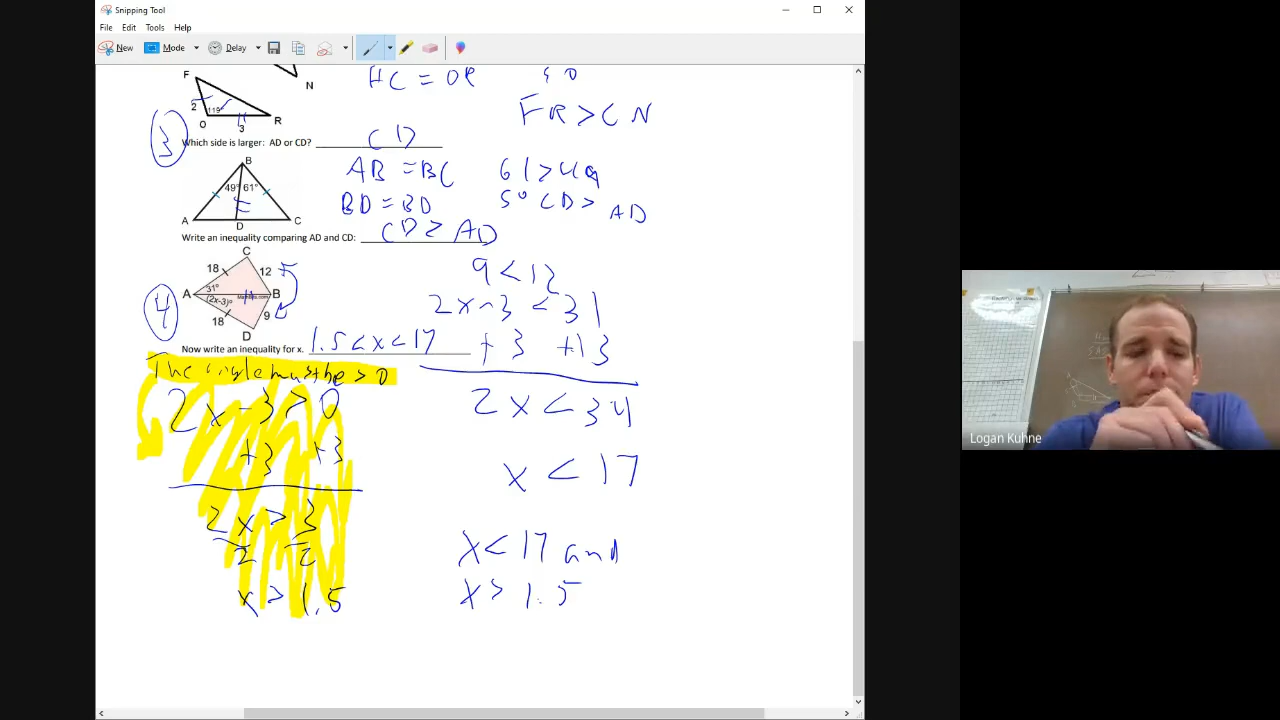 Snipping Tool
File Edit Tools Help
New Mode Delay
F
N
HC = OR
so
2
119
O
R
3
FR > CN
3
Which side is larger: AD or CD? CD
B
49° 61°
A
D
C
AB = BC
61 > 49
BD = BD
so CD > AD
Write an inequality comparing AD and CD: CD > AD
4
C
18
12
31°
A
(2x-3)°
B
18
9
D
9 < 12
2x - 3 < 31
+3 +3
Now write an inequality for x. 1.5 < x < 17
The angle must be > 0
2x - 3 > 0
+3 +3
2x > 3
2 2
x > 1.5
2x < 34
x < 17
x < 17 and
x > 1.5
Logan Kuhne